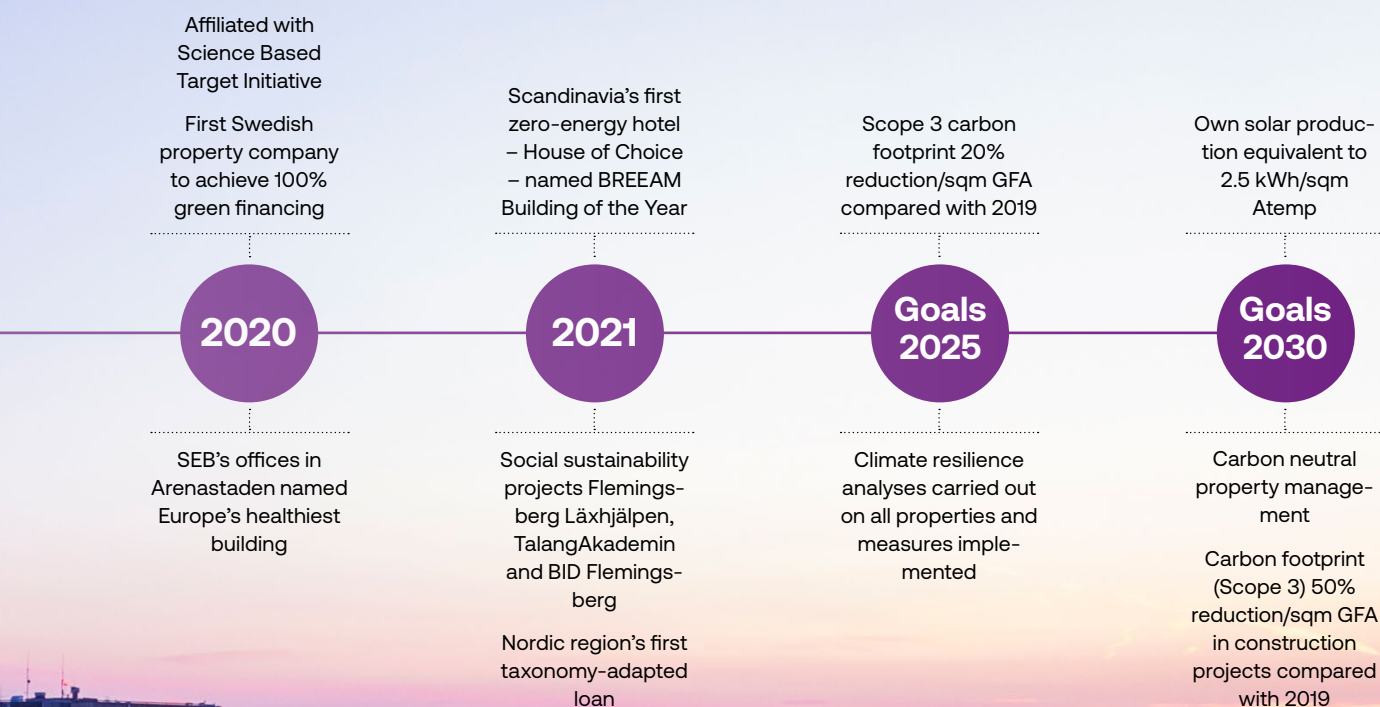 Affiliated with
Science Based
Target Initiative
First Swedish
property company
to achieve 100%
green financing
2020
SEB’s offices in
Arenastaden named
Europe’s healthiest
building
Scandinavia’s first
zero-energy hotel
– House of Choice
– named BREEAM
Building of the Year
2021
Social sustainability
projects Flemings-
berg Läxhjälpen,
TalangAkademin
and BID Flemings-
berg
Nordic region’s first
taxonomy-adapted
loan
Scope 3 carbon
footprint 20%
reduction/sqm GFA
compared with 2019
Goals
2025
Climate resilience
analyses carried out
on all properties and
measures imple-
mented
Own solar produc-
tion equivalent to
2.5 kWh/sqm
Atemp
Goals
2030
Carbon neutral
property manage-
ment
Carbon footprint
(Scope 3) 50%
reduction/sqm GFA
in construction
projects compared
with 2019